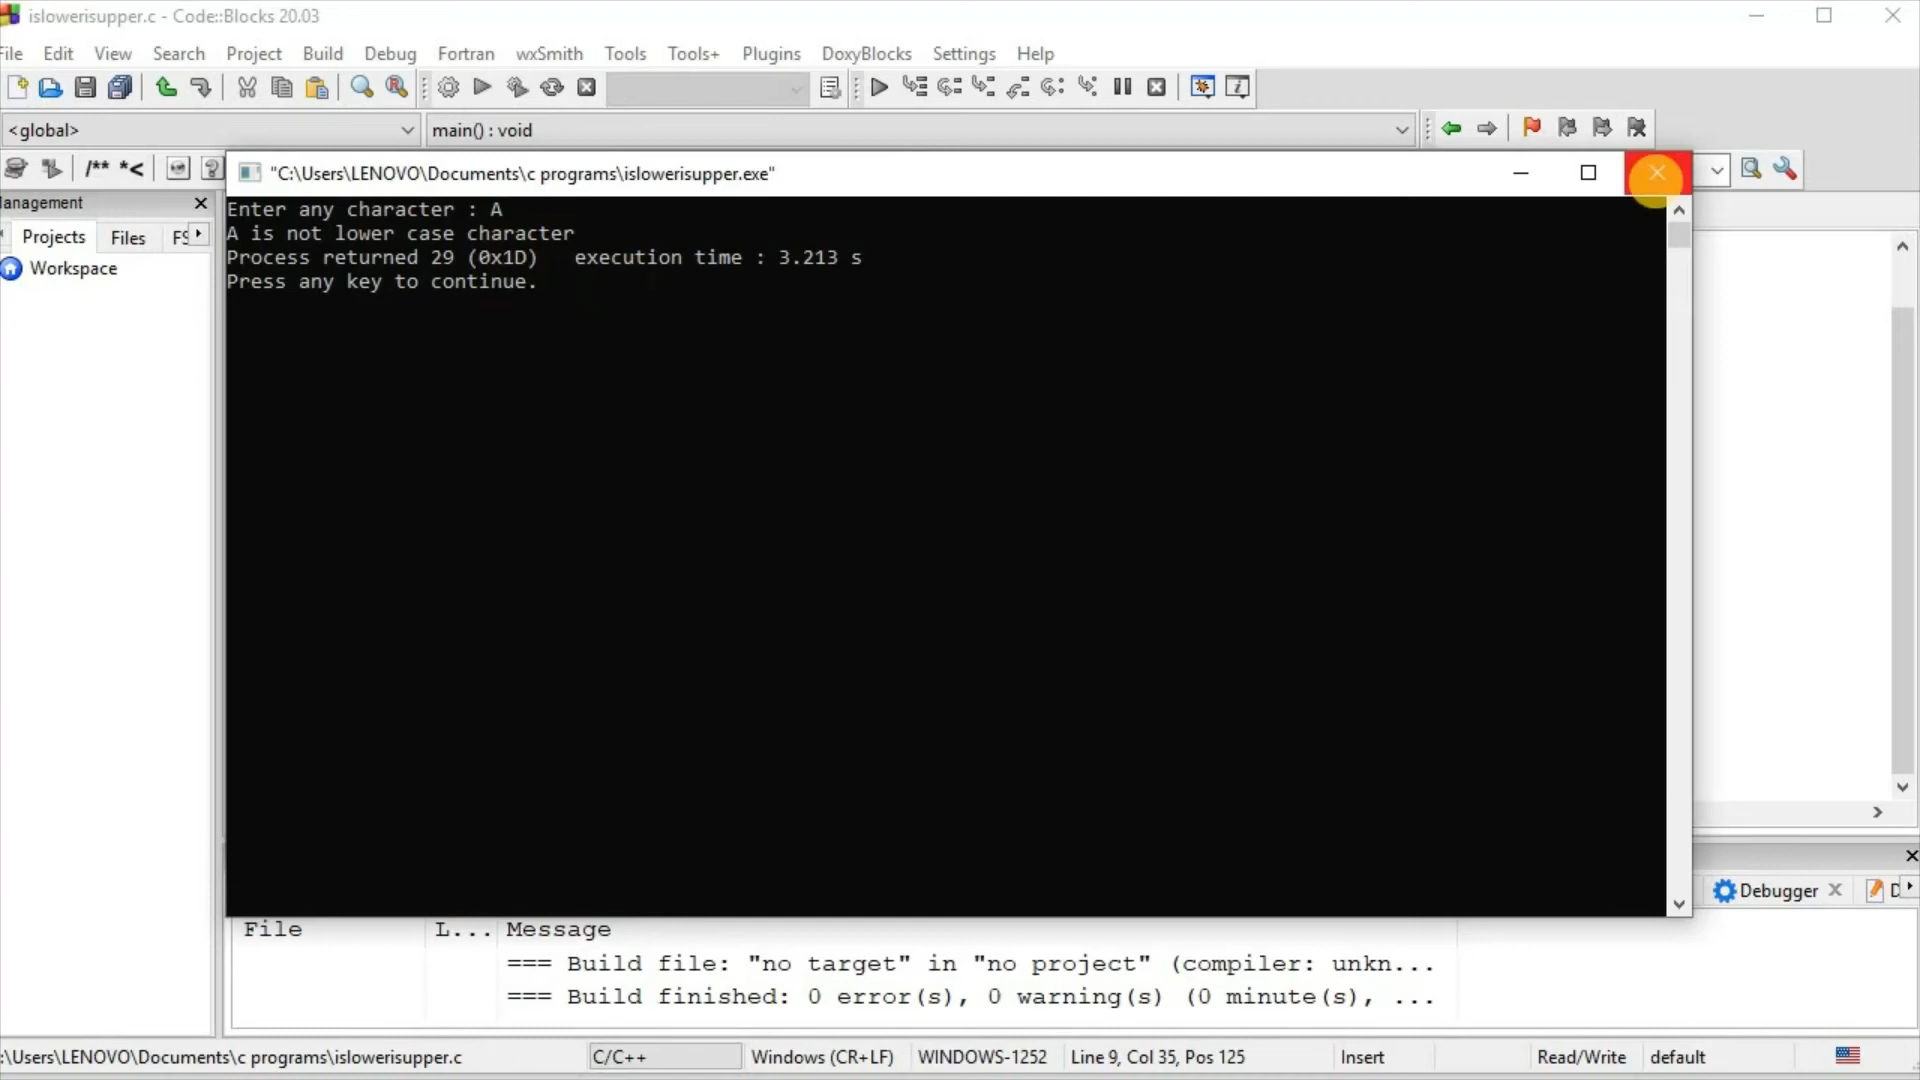 islowerisupper.c - Code::Blocks 20.03
File Edit View Search Project Build Debug Fortran wxSmith Tools Tools+ Plugins DoxyBlocks Settings Help
<global> main() : void
/** *<
"C:\Users\LENOVO\Documents\c programs\islowerisupper.exe"
anagement
Projects Files FS
Workspace
Enter any character : A
A is not lower case character
Process returned 29 (0x1D)   execution time : 3.213 s
Press any key to continue.
Debugger D
File L... Message
=== Build file: "no target" in "no project" (compiler: unkn...
=== Build finished: 0 error(s), 0 warning(s) (0 minute(s), ...
:\Users\LENOVO\Documents\c programs\islowerisupper.c C/C++ Windows (CR+LF) WINDOWS-1252 Line 9, Col 35, Pos 125 Insert Read/Write default